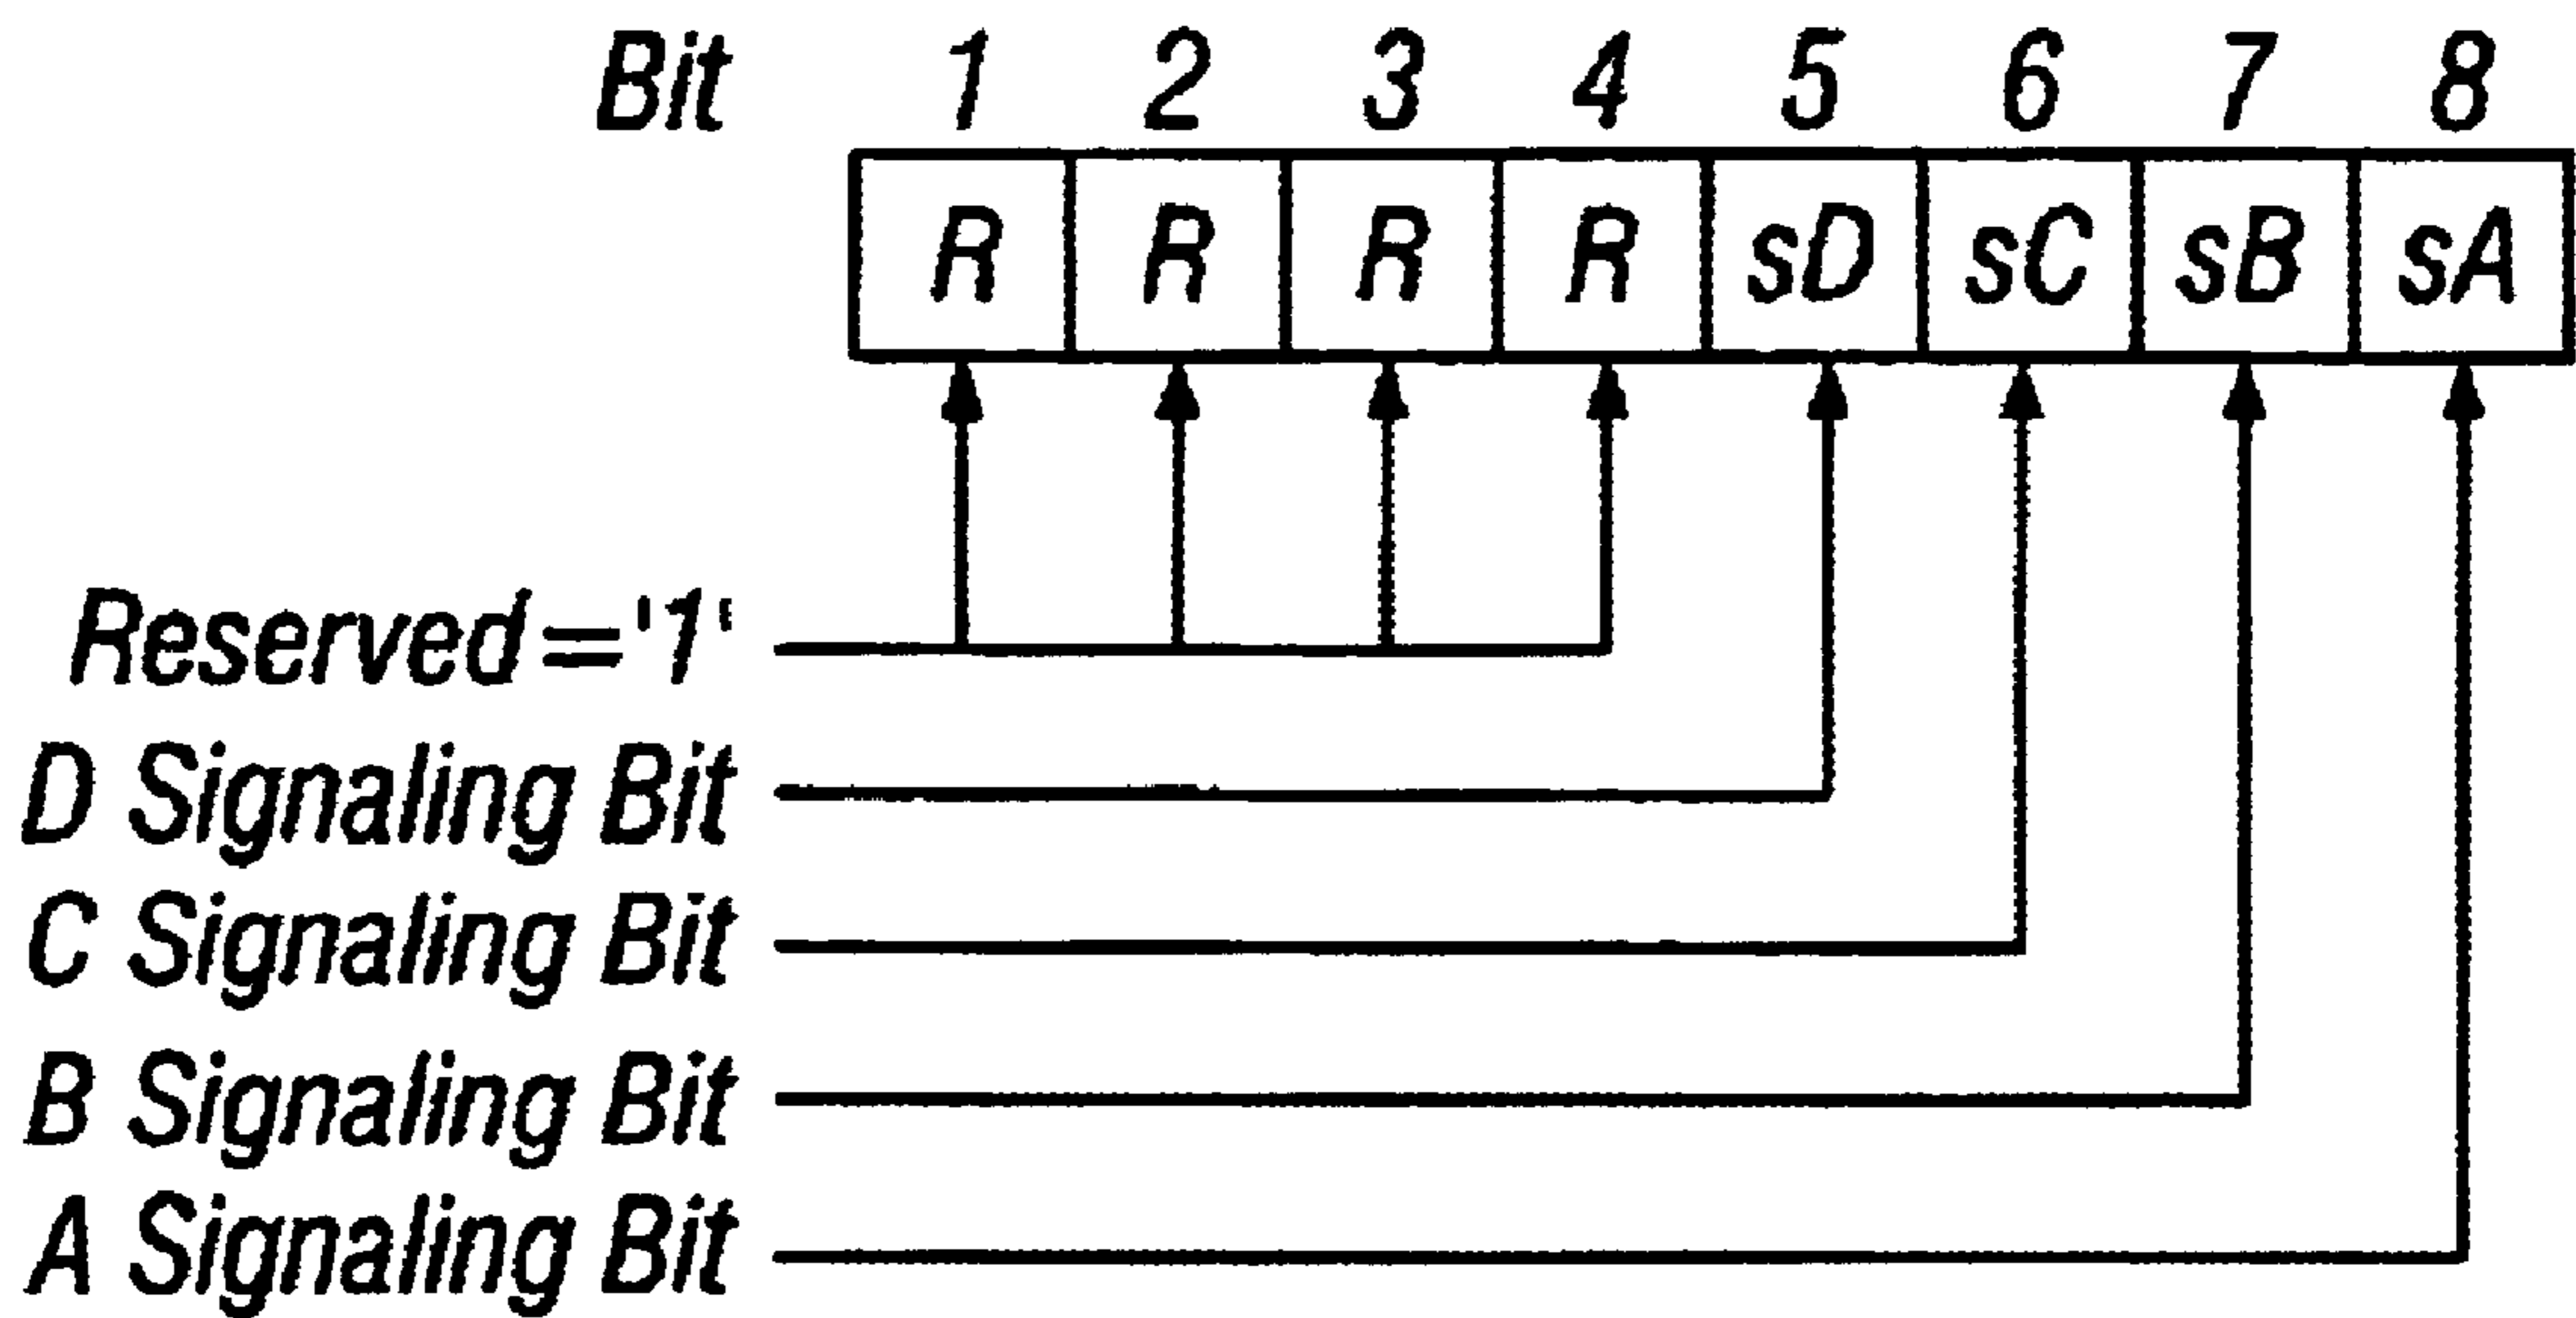 Bit 1 2 3 4 5 6 7 8
R R R R sD sC sB sA
Reserved='1'
D Signaling Bit
C Signaling Bit
B Signaling Bit
A Signaling Bit